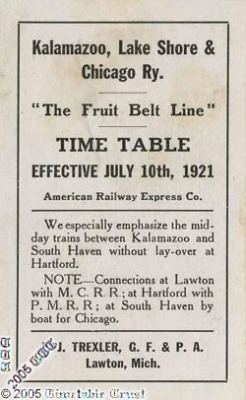 Kalamazoo, Lake Shore &
Chicago Ry.
"The Fruit Belt Line"
TIME TABLE
EFFECTIVE JULY 10th, 1921
American Railway Express Co.
We especially emphasize the mid-
day trains between Kalamazoo and
South Haven without lay-over at
Hartford.
NOTE—Connections at Lawton
with M. C. R. R.; at Hartford with
P. M. R. R.; at South Haven by
boat for Chicago.
J. TREXLER, G. F. & P. A.
Lawton, Mich.
2005
©2005 Timetable Trust